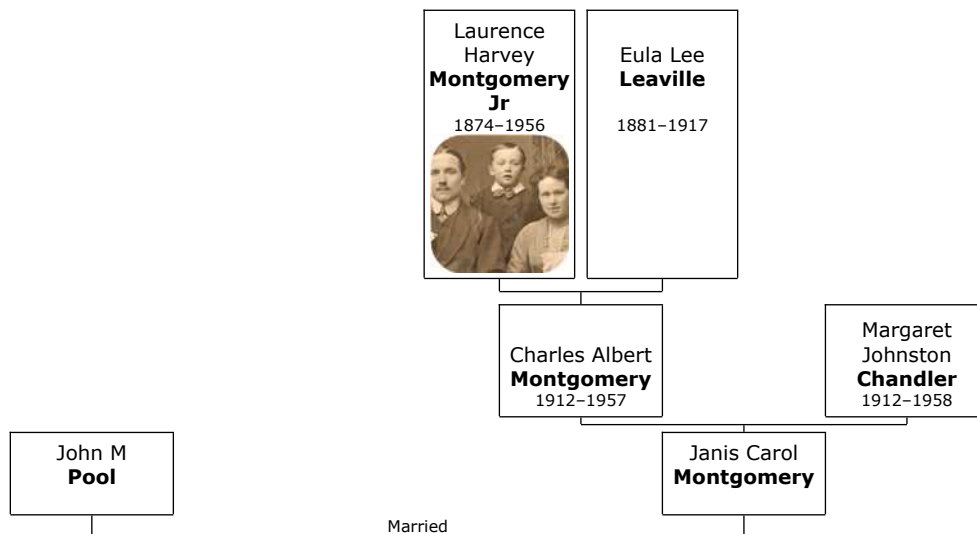 Laurence
Harvey
Montgomery
Jr
1874–1956
Eula Lee
Leaville
1881–1917
Charles Albert
Montgomery
1912–1957
Margaret
Johnston
Chandler
1912–1958
John M
Pool
Janis Carol
Montgomery
Married